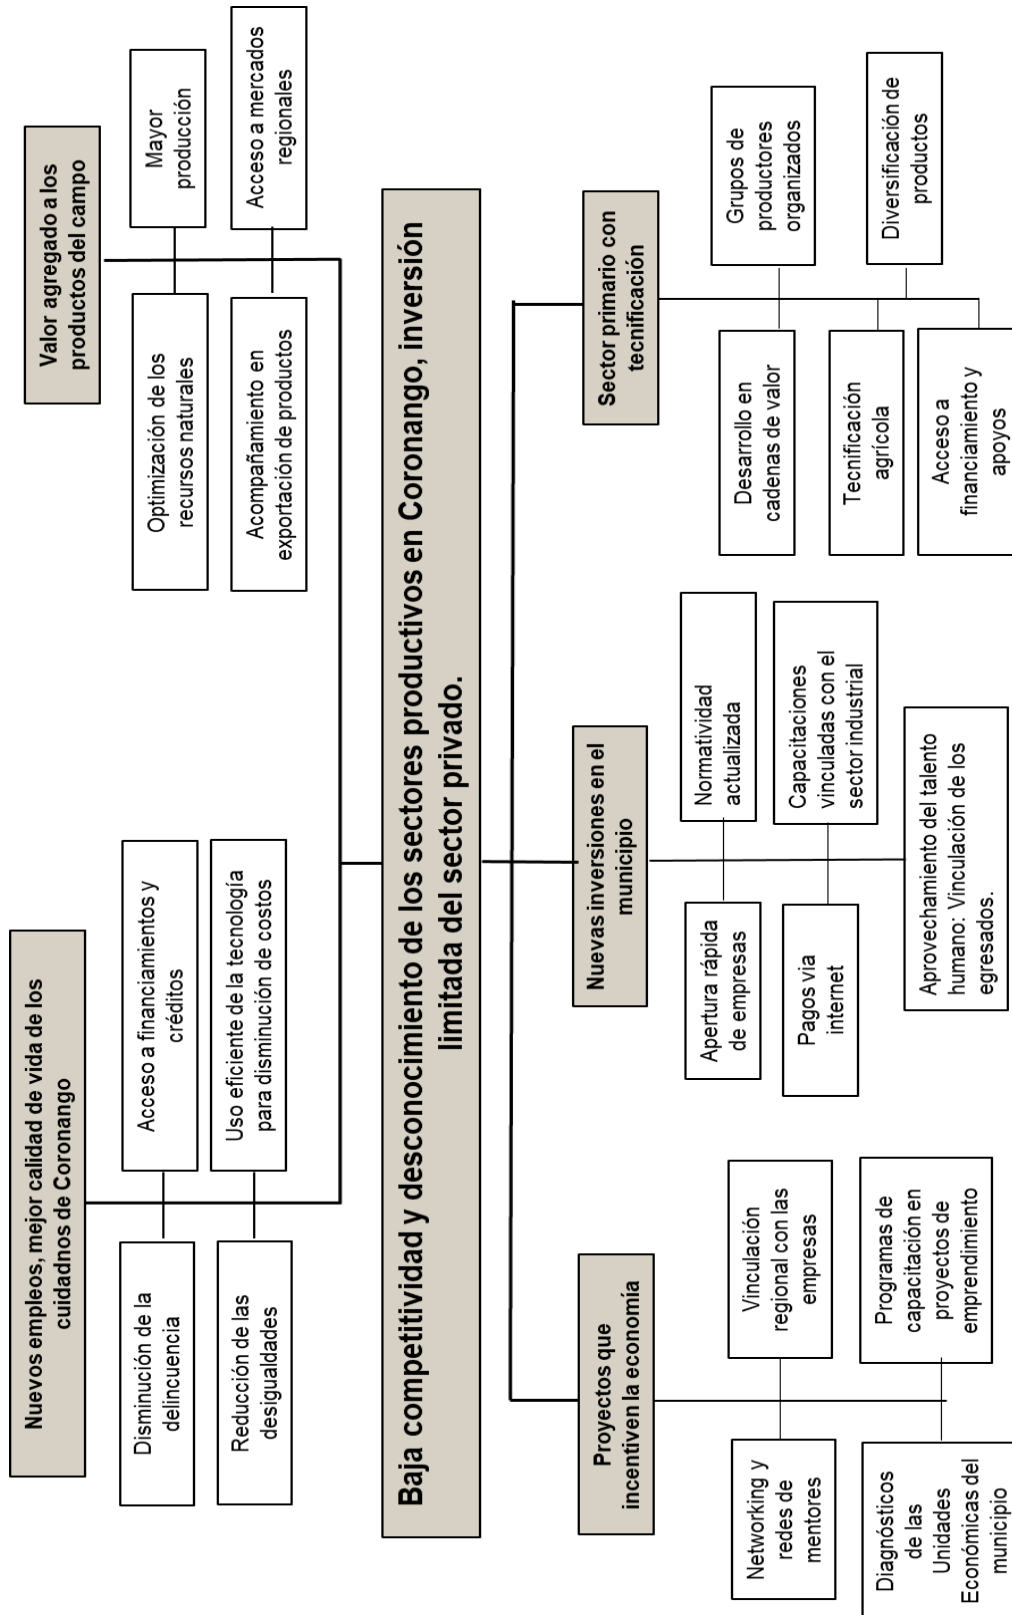 Nuevos empleos, mejor calidad de vida de los
cuidadnos de Coronango
Disminución de la
delincuencia
Acceso a financiamientos y
créditos
Reducción de las
desigualdades
Uso eficiente de la tecnología
para disminución de costos
Valor agregado a los
productos del campo
Optimización de los
recursos naturales
Mayor
producción
Acompañamiento en
exportación de productos
Acceso a mercados
regionales
Baja competitividad y desconocimiento de los sectores productivos en Coronango, inversión
limitada del sector privado.
Proyectos que
incentiven la economía
Networking y
redes de
mentores
Vinculación
regional con las
empresas
Diagnósticos
de las
Unidades
Económicas del
municipio
Programas de
capacitación en
proyectos de
emprendimiento
Nuevas inversiones en el
municipio
Apertura rápida
de empresas
Normatividad
actualizada
Pagos via
internet
Capacitaciones
vinculadas con el
sector industrial
Aprovechamiento del talento
humano: Vinculación de los
egresados.
Sector primario con
tecnificación
Desarrollo en
cadenas de valor
Grupos de
productores
organizados
Tecnificación
agrícola
Diversificación de
productos
Acceso a
financiamiento y
apoyos